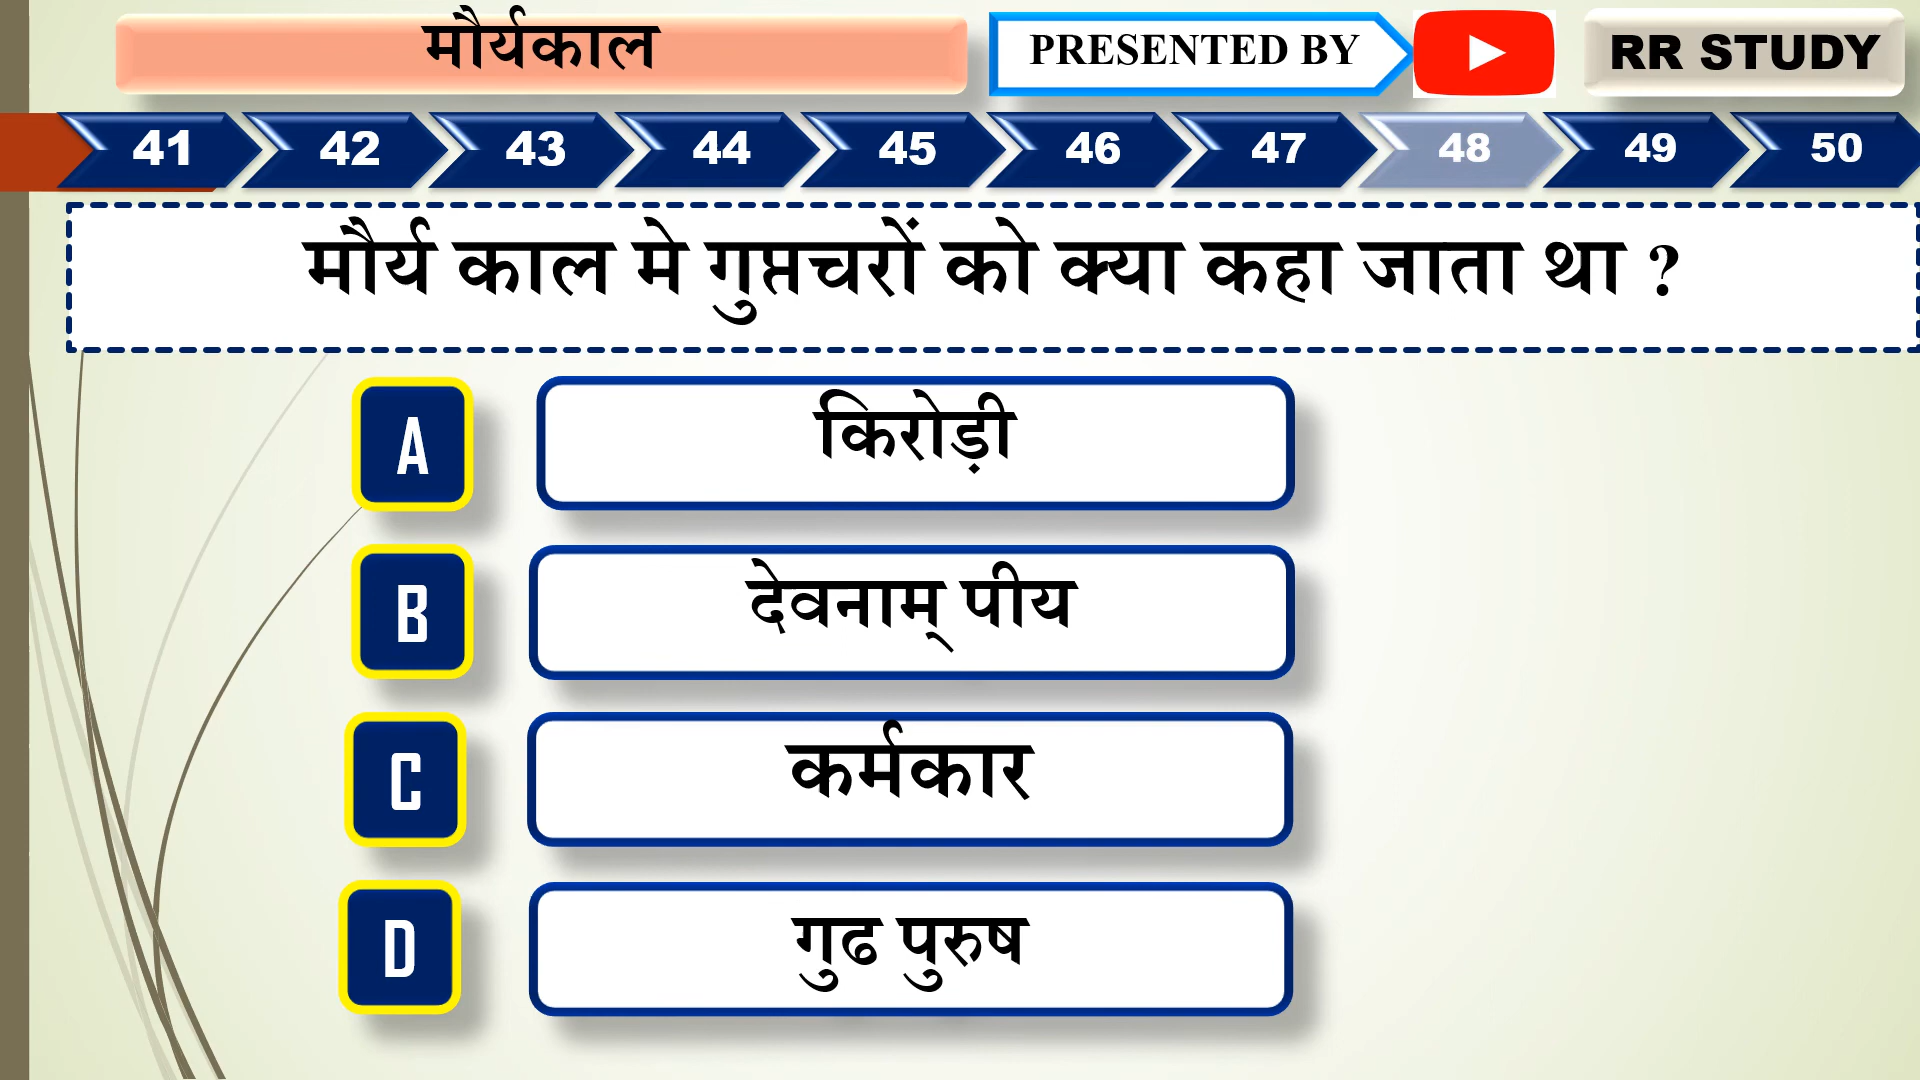 मौर्यकाल
PRESENTED BY
RR STUDY
41 42 43 44 45 46 47 48 49 50
मौर्य काल मे गुप्तचरों को क्या कहा जाता था ?
A किरोड़ी
B देवनाम् पीय
C कर्मकार
D गुढ पुरुष